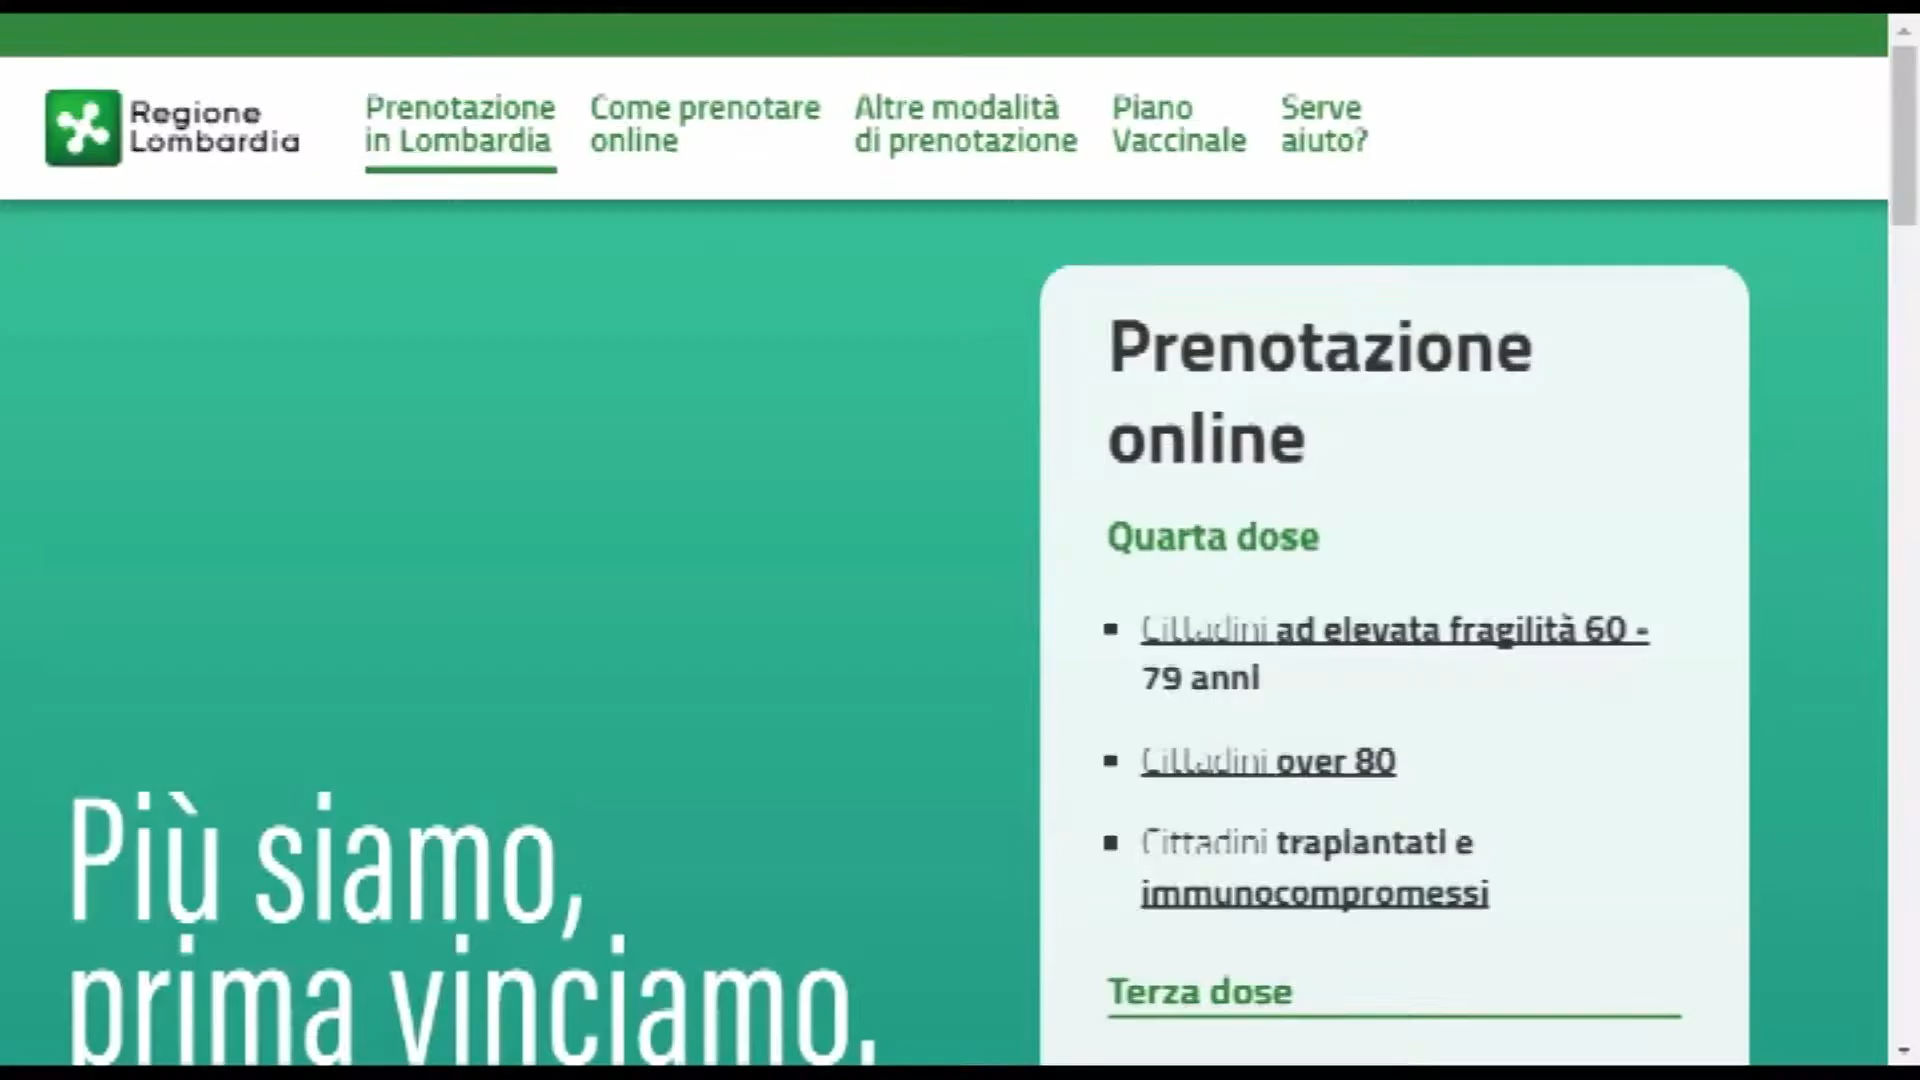 Regione
Lombardia
Prenotazione
in Lombardia
Come prenotare
online
Altre modalità
di prenotazione
Piano
Vaccinale
Serve
aiuto?
Prenotazione
online
Quarta dose
Cittadini ad elevata fragilità 60 -
79 anni
Cittadini over 80
Cittadini trapiantati e
immunocompromessi
Terza dose
Più siamo,
prima vinciamo.